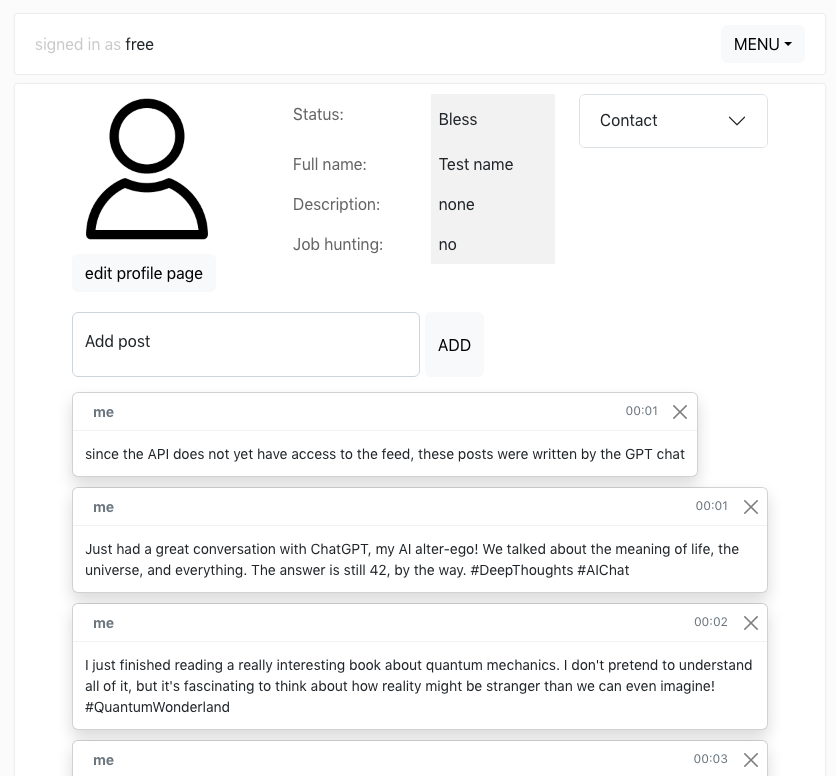 signed in as free
MENU
Status:
Bless
Contact
Full name:
Test name
Description:
none
Job hunting:
no
edit profile page
Add post
ADD
me
00:01
since the API does not yet have access to the feed, these posts were written by the GPT chat
me
00:01
Just had a great conversation with ChatGPT, my AI alter-ego! We talked about the meaning of life, the
universe, and everything. The answer is still 42, by the way. #DeepThoughts #AIChat
me
00:02
I just finished reading a really interesting book about quantum mechanics. I don't pretend to understand
all of it, but it's fascinating to think about how reality might be stranger than we can even imagine!
#QuantumWonderland
me
00:03